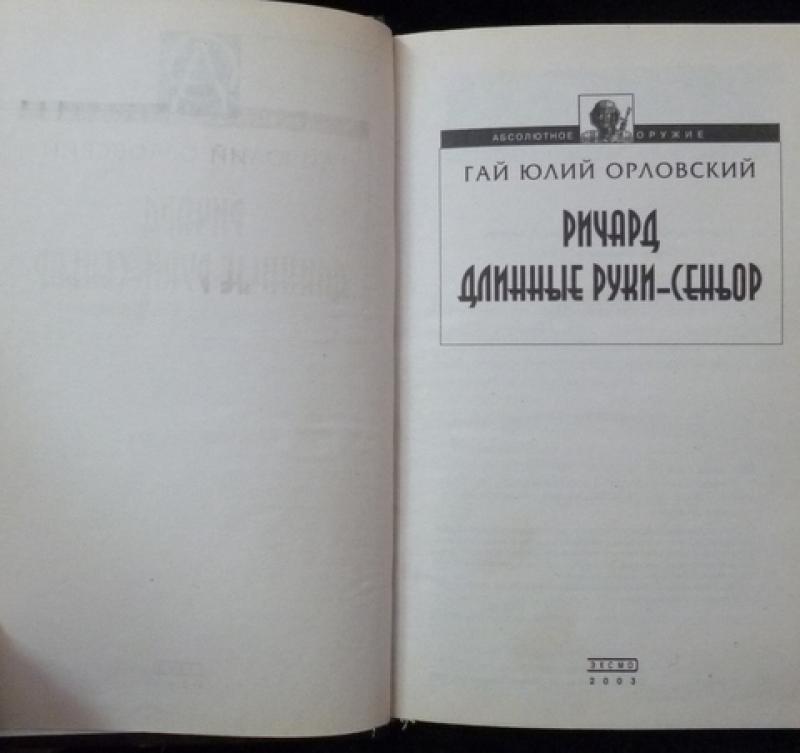 АБСОЛЮТНОЕ ОРУЖИЕ
ГАЙ ЮЛИЙ ОРЛОВСКИЙ
РИЧАРД
ДЛИННЫЕ РУКИ-СЕНЬОР
ЭКСМО
2003